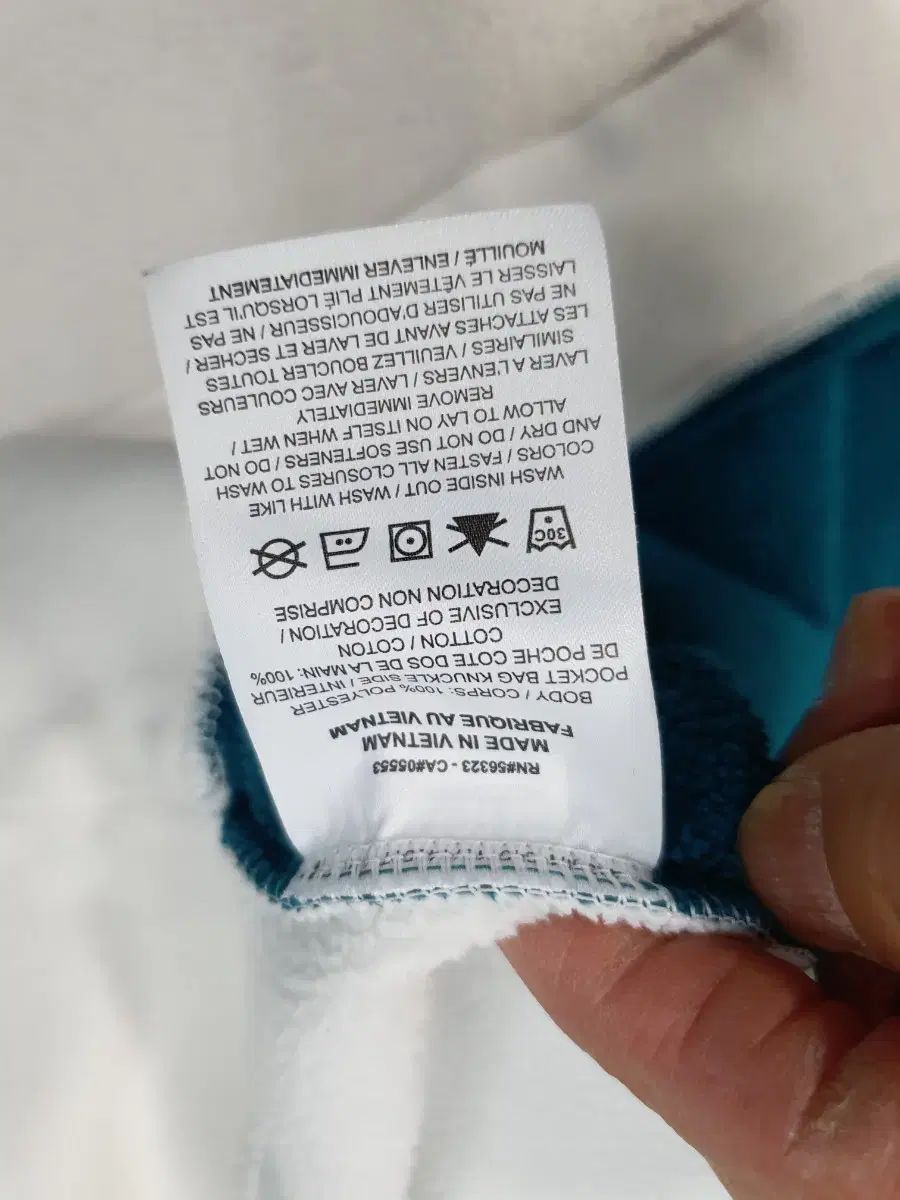 RN#56323 - CA#05553
MADE IN VIETNAM
FABRIQUE AU VIETNAM
BODY / CORPS: 100% POLYESTER
POCKET BAG KNUCKLE SIDE / INTERIEUR
DE POCHE COTE DOS DE LA MAIN: 100%
COTTON / COTON
EXCLUSIVE OF DECORATION /
DECORATION NON COMPRISE
30C
WASH INSIDE OUT / WASH WITH LIKE
COLORS / FASTEN ALL CLOSURES TO WASH
AND DRY / DO NOT USE SOFTENERS / DO NOT
ALLOW TO LAY ON ITSELF WHEN WET /
REMOVE IMMEDIATELY
LAVER A L'ENVERS / LAVER AVEC COULEURS
SIMILAIRES / VEUILLEZ BOUCLER TOUTES
LES ATTACHES AVANT DE LAVER ET SECHER /
NE PAS UTILISER D'ADOUCISSEUR / NE PAS
LAISSER LE VÊTEMENT PLIÉ LORSQU'IL EST
MOUILLÉ / ENLEVER IMMEDIATEMENT